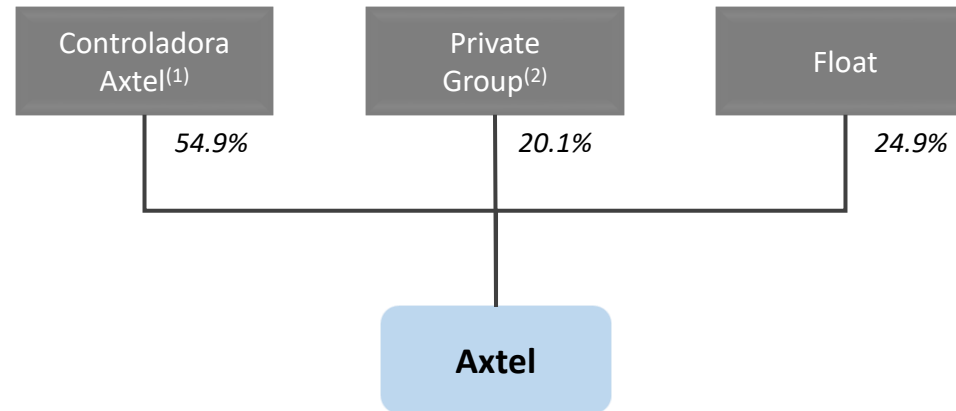 Controladora
Axtel(1)
Private
Group(2)
Float
54.9%
20.1%
24.9%
Axtel